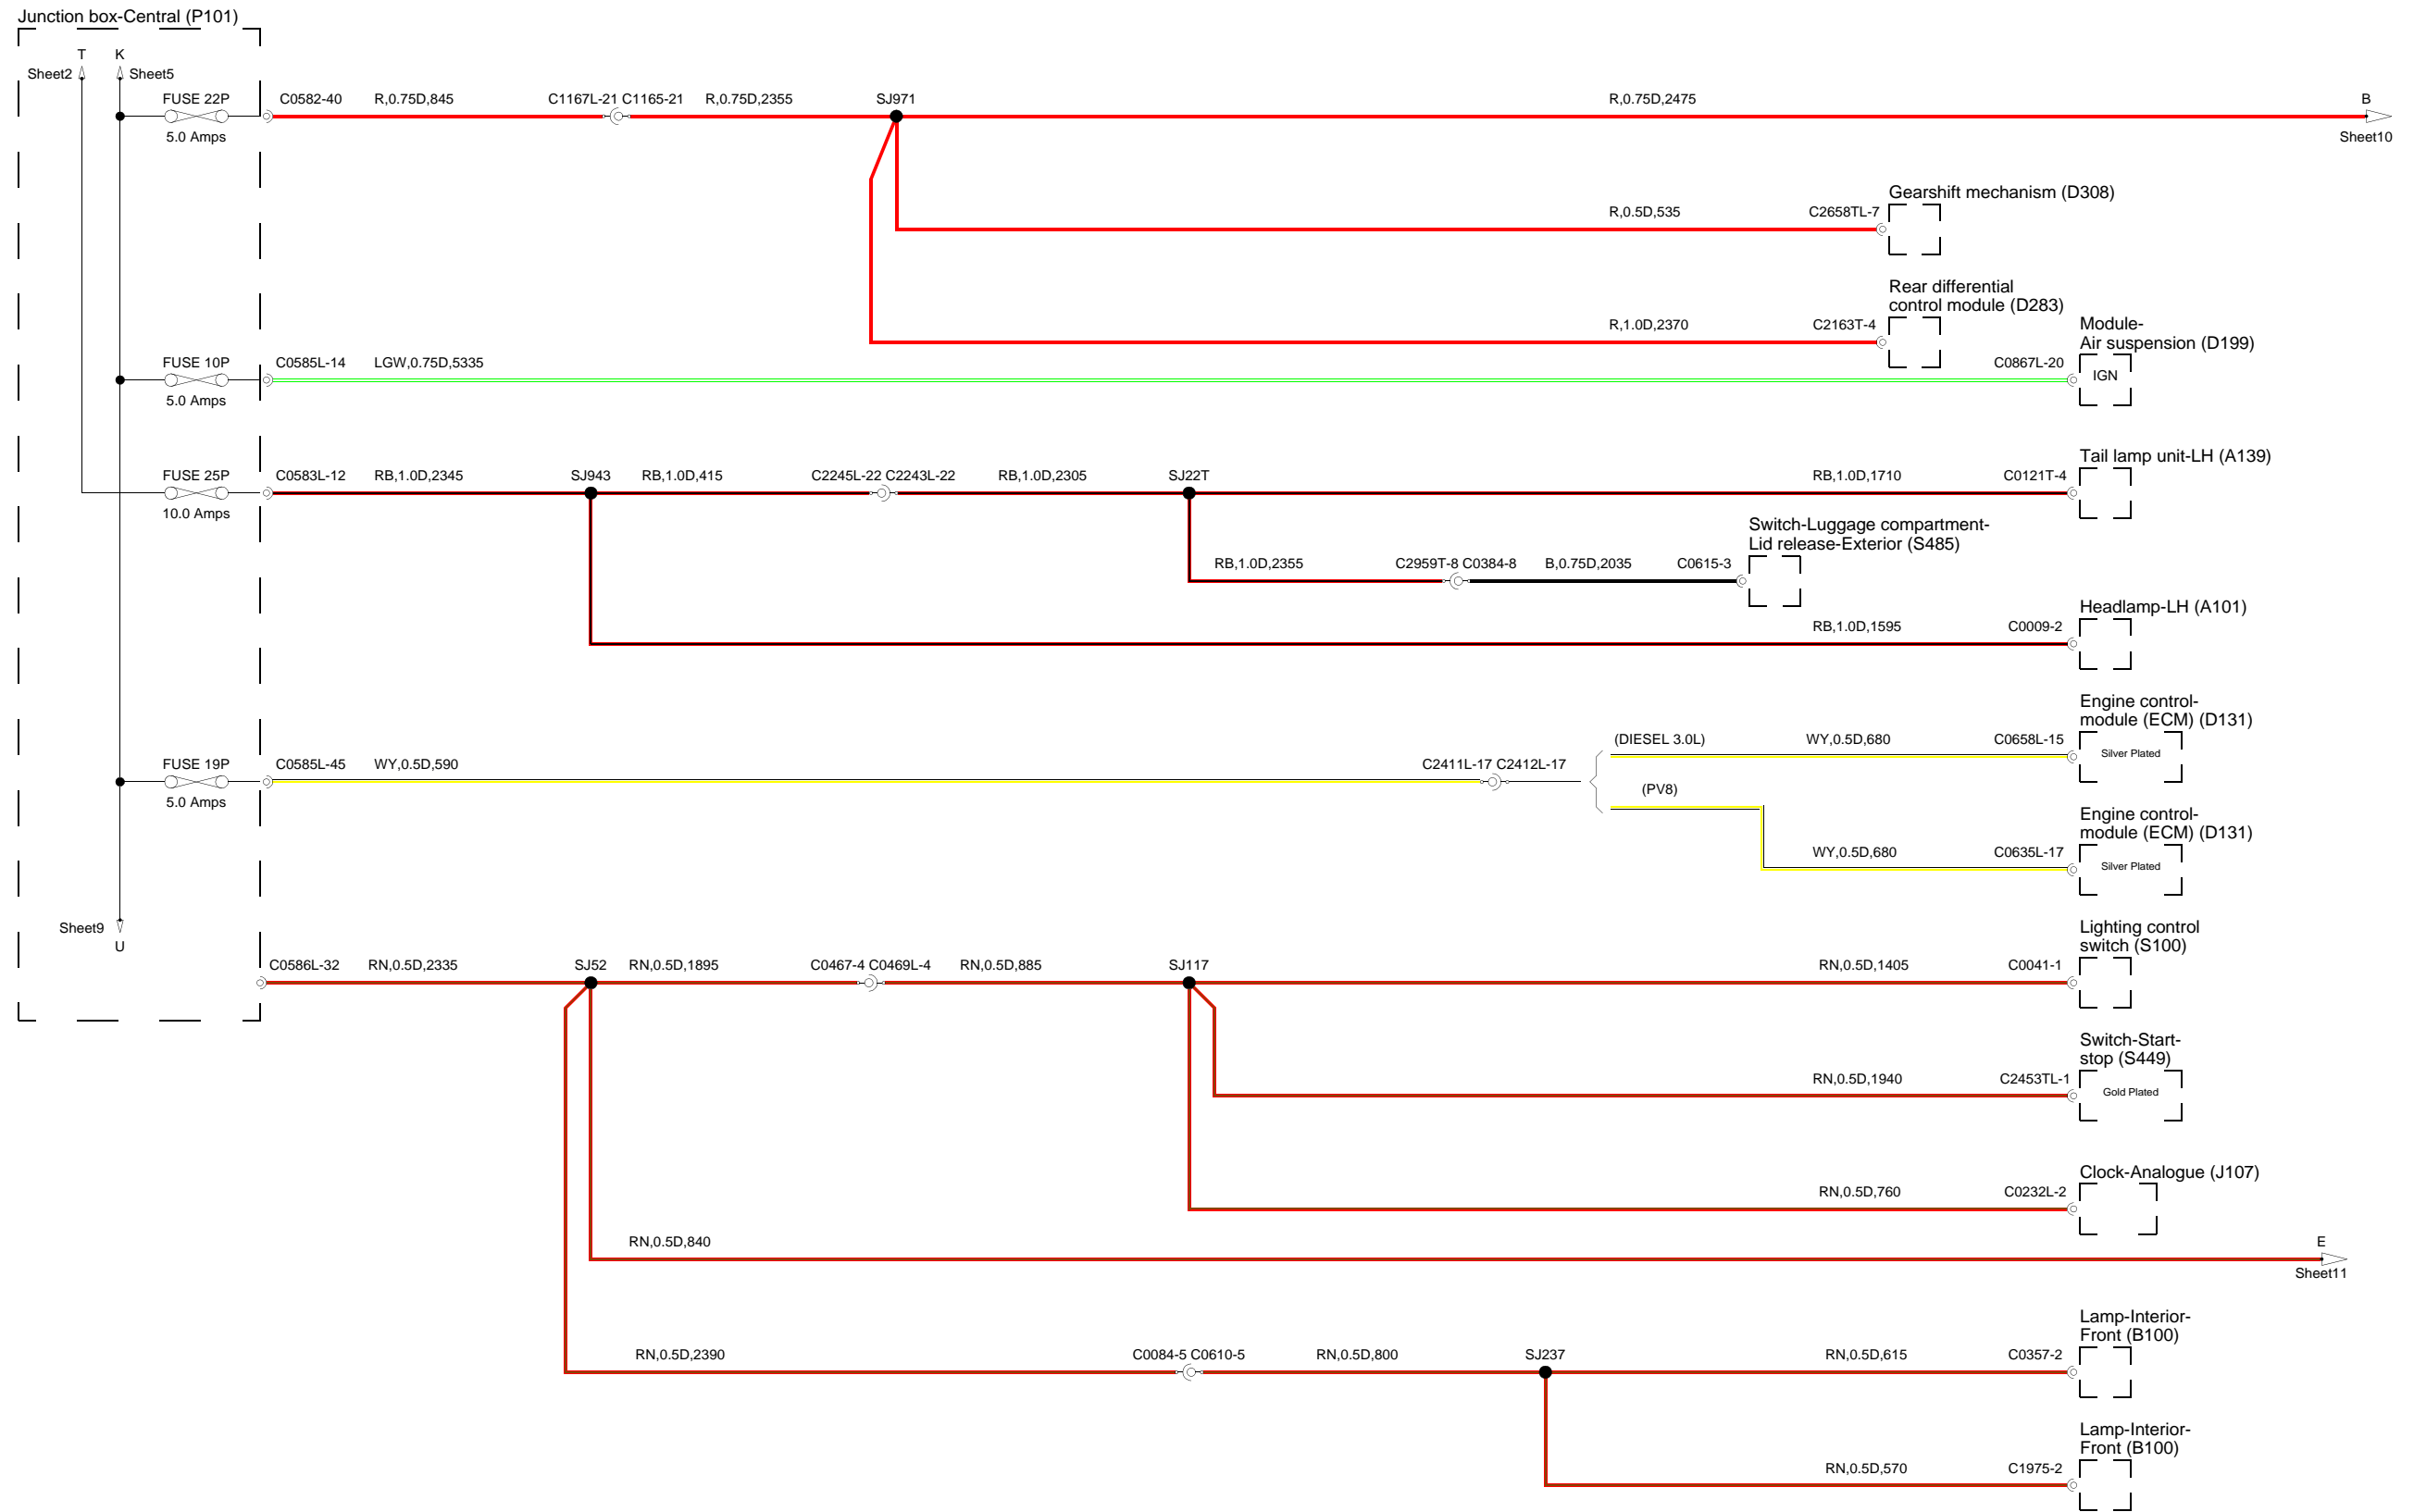 Junction box-Central (P101)
T K
Sheet2 Sheet5
FUSE 22P C0582-40 R,0.75D,845 C1167L-21 C1165-21 R,0.75D,2355 SJ971 R,0.75D,2475 B
5.0 Amps Sheet10
Gearshift mechanism (D308)
R,0.5D,535 C2658TL-7
Rear differential
control module (D283)
R,1.0D,2370 C2163T-4
Module-
Air suspension (D199)
FUSE 10P C0585L-14 LGW,0.75D,5335 C0867L-20
IGN
5.0 Amps
Tail lamp unit-LH (A139)
FUSE 25P C0583L-12 RB,1.0D,2345 SJ943 RB,1.0D,415 C2245L-22 C2243L-22 RB,1.0D,2305 SJ22T RB,1.0D,1710 C0121T-4
10.0 Amps
Switch-Luggage compartment-
Lid release-Exterior (S485)
RB,1.0D,2355 C2959T-8 C0384-8 B,0.75D,2035 C0615-3
Headlamp-LH (A101)
RB,1.0D,1595 C0009-2
Engine control-
module (ECM) (D131)
(DIESEL 3.0L) WY,0.5D,680 C0658L-15
Silver Plated
FUSE 19P C0585L-45 WY,0.5D,590 C2411L-17 C2412L-17
5.0 Amps
(PV8)
Engine control-
module (ECM) (D131)
WY,0.5D,680 C0635L-17
Silver Plated
Sheet9
U
Lighting control
switch (S100)
C0586L-32 RN,0.5D,2335 SJ52 RN,0.5D,1895 C0467-4 C0469L-4 RN,0.5D,885 SJ117 RN,0.5D,1405 C0041-1
Switch-Start-
stop (S449)
RN,0.5D,1940 C2453TL-1
Gold Plated
Clock-Analogue (J107)
RN,0.5D,760 C0232L-2
RN,0.5D,840 E
Sheet11
Lamp-Interior-
Front (B100)
RN,0.5D,2390 C0084-5 C0610-5 RN,0.5D,800 SJ237 RN,0.5D,615 C0357-2
Lamp-Interior-
Front (B100)
RN,0.5D,570 C1975-2